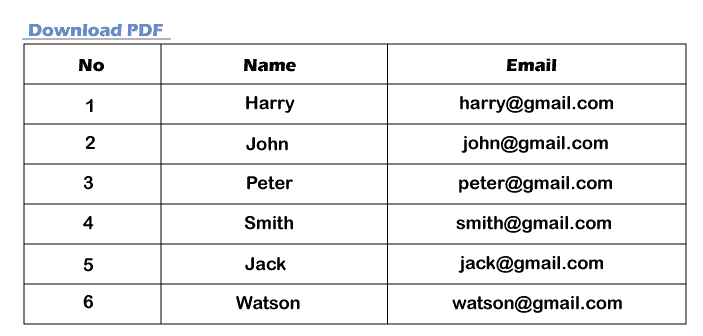 Download PDF
No Name Email
1 Harry harry@gmail.com
2 John john@gmail.com
3 Peter peter@gmail.com
4 Smith smith@gmail.com
5 Jack jack@gmail.com
6 Watson watson@gmail.com